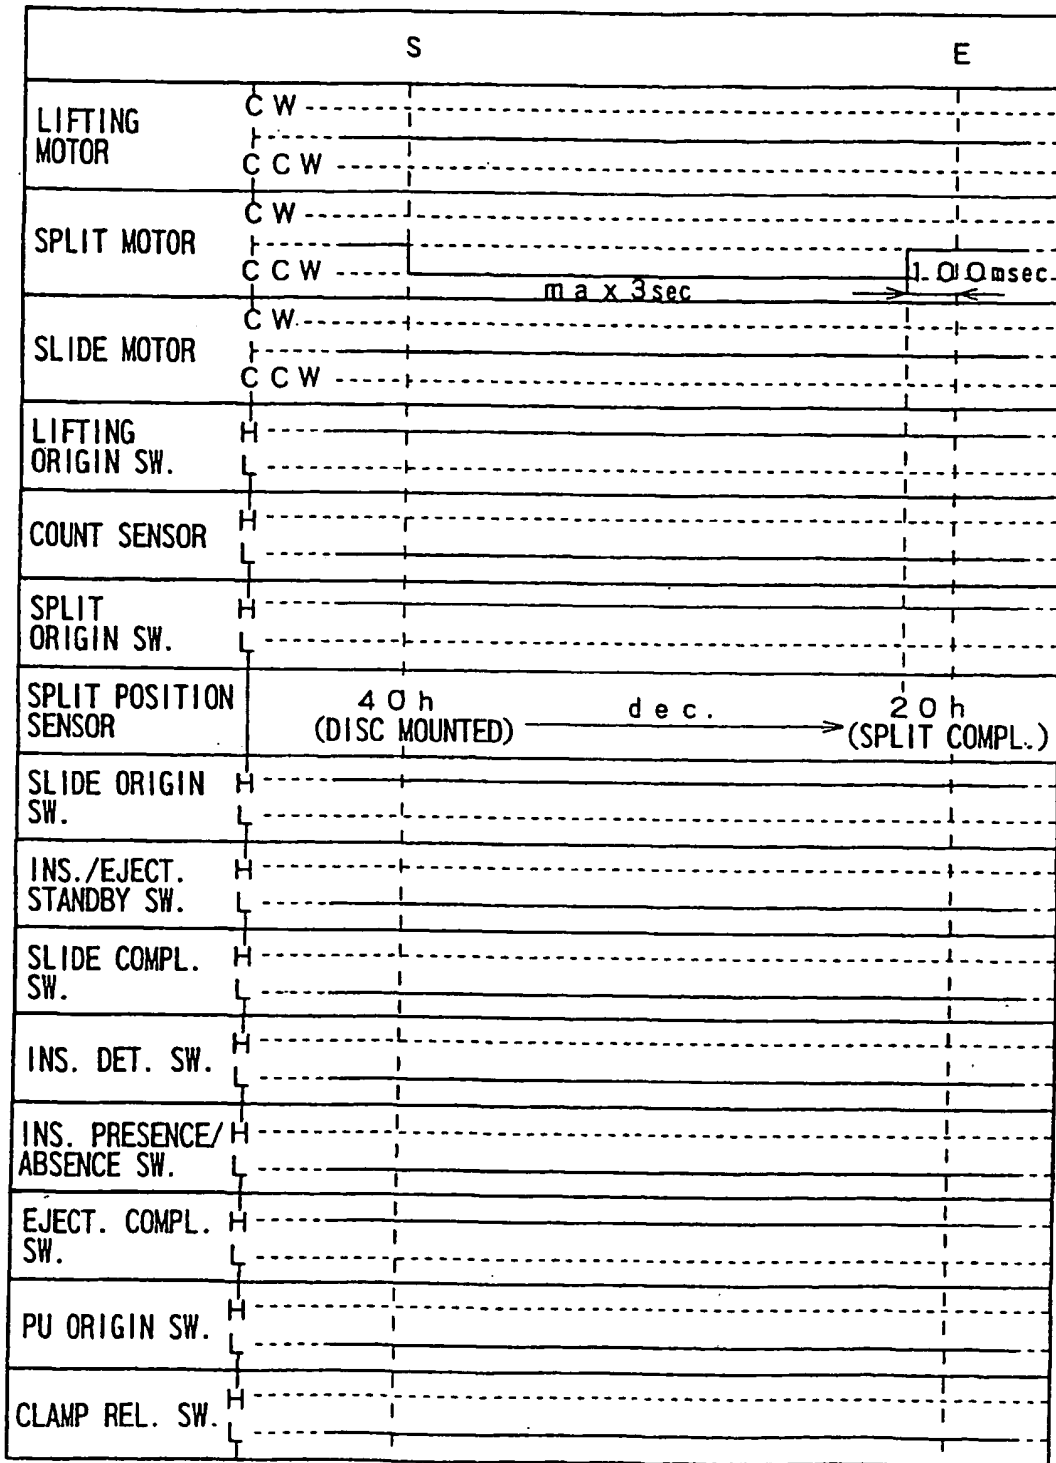 S E
LIFTING
MOTOR
CW
CCW
SPLIT MOTOR
CW
CCW
max 3sec
100msec
SLIDE MOTOR
CW
CCW
LIFTING
ORIGIN SW.
H
L
COUNT SENSOR
H
L
SPLIT
ORIGIN SW.
H
L
SPLIT POSITION
SENSOR
40h
(DISC MOUNTED)
dec.
20h
(SPLIT COMPL.)
SLIDE ORIGIN
SW.
H
L
INS./EJECT.
STANDBY SW.
H
L
SLIDE COMPL.
SW.
H
L
INS. DET. SW.
H
L
INS. PRESENCE/
ABSENCE SW.
H
L
EJECT. COMPL.
SW.
H
L
PU ORIGIN SW.
H
L
CLAMP REL. SW.
H
L